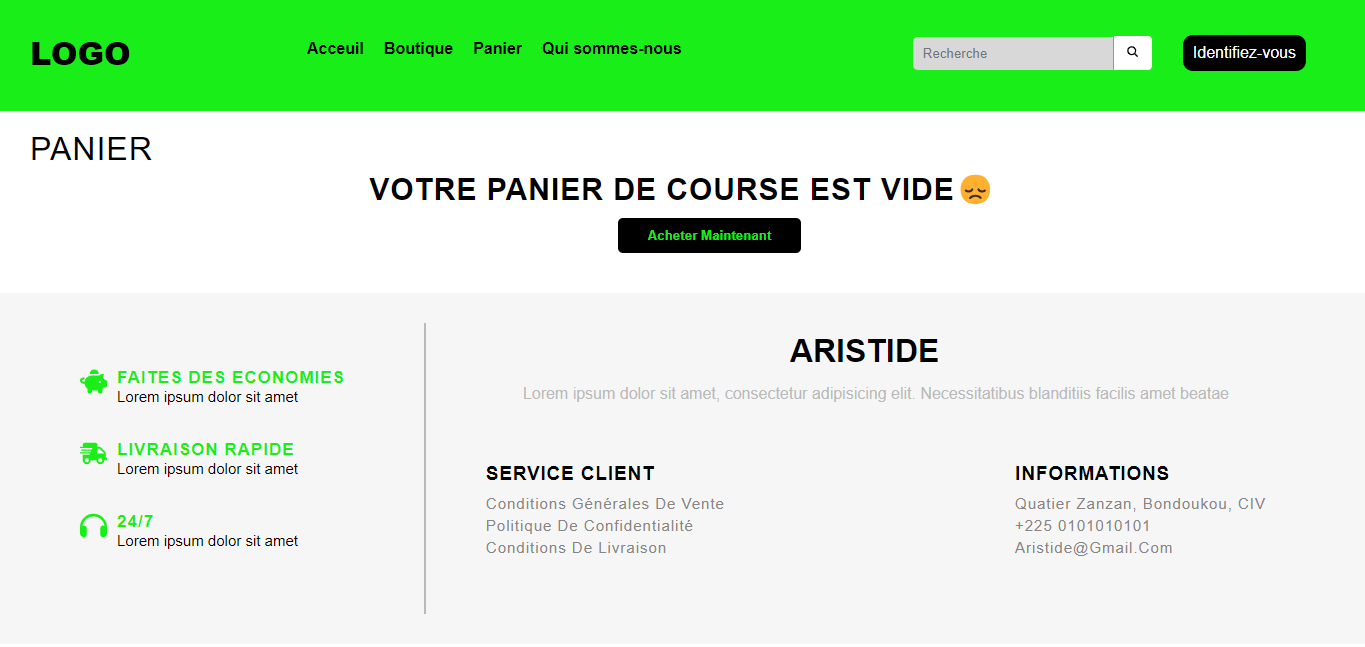 LOGO
Acceuil Boutique Panier Qui sommes-nous
Recherche
Identifiez-vous
PANIER
VOTRE PANIER DE COURSE EST VIDE😞
Acheter Maintenant
FAITES DES ECONOMIES
Lorem ipsum dolor sit amet
LIVRAISON RAPIDE
Lorem ipsum dolor sit amet
24/7
Lorem ipsum dolor sit amet
ARISTIDE
Lorem ipsum dolor sit amet, consectetur adipisicing elit. Necessitatibus blanditiis facilis amet beatae
SERVICE CLIENT
Conditions Générales De Vente
Politique De Confidentialité
Conditions De Livraison
INFORMATIONS
Quatier Zanzan, Bondoukou, CIV
+225 0101010101
Aristide@Gmail.Com